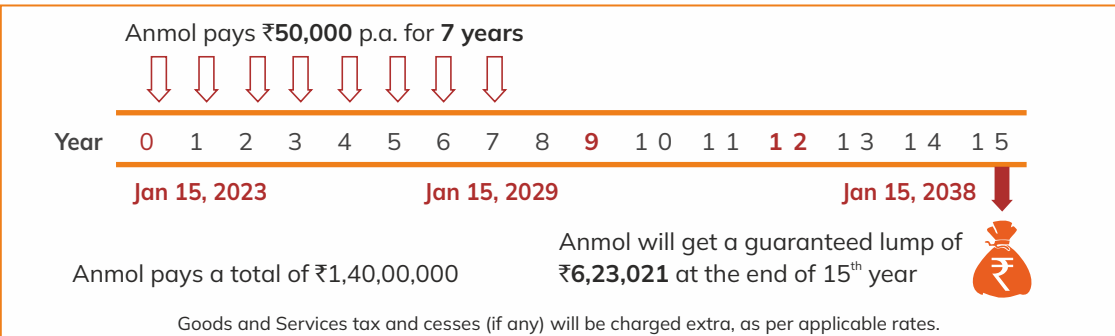 Anmol pays ₹50,000 p.a. for 7 years
Year 0 1 2 3 4 5 6 7 8 9 10 11 12 13 14 15
Jan 15, 2023 Jan 15, 2029 Jan 15, 2038
Anmol pays a total of ₹1,40,00,000
Anmol will get a guaranteed lump of
₹6,23,021 at the end of 15th year
₹
Goods and Services tax and cesses (if any) will be charged extra, as per applicable rates.